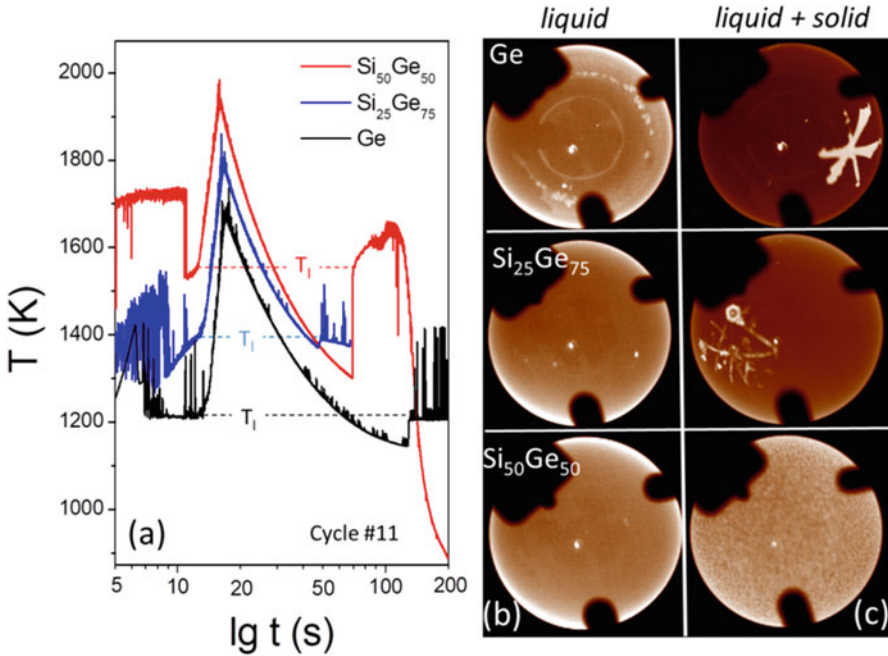 liquid
liquid + solid
2000
1800
1600
1400
1200
1000
T (K)
Si₅₀Ge₅₀
Si₂₅Ge₇₅
Ge
Tₗ
Tₗ
Tₗ
(a)
Cycle #11
5
10
20
50
100
200
lg t (s)
Ge
Si₂₅Ge₇₅
Si₅₀Ge₅₀
(b)
(c)